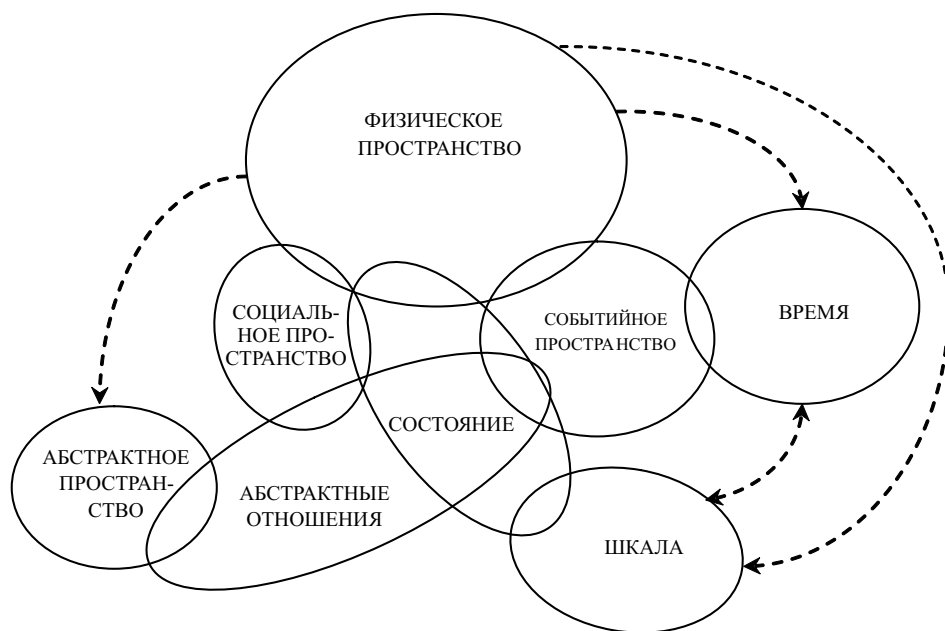 ФИЗИЧЕСКОЕ
ПРОСТРАНСТВО
СОЦИАЛЬ-
НОЕ ПРО-
СТРАНСТВО
СОБЫТИЙНОЕ
ПРОСТРАНСТВО
ВРЕМЯ
СОСТОЯНИЕ
АБСТРАКТНОЕ
ПРОСТРАН-
СТВО
АБСТРАКТНЫЕ
ОТНОШЕНИЯ
ШКАЛА